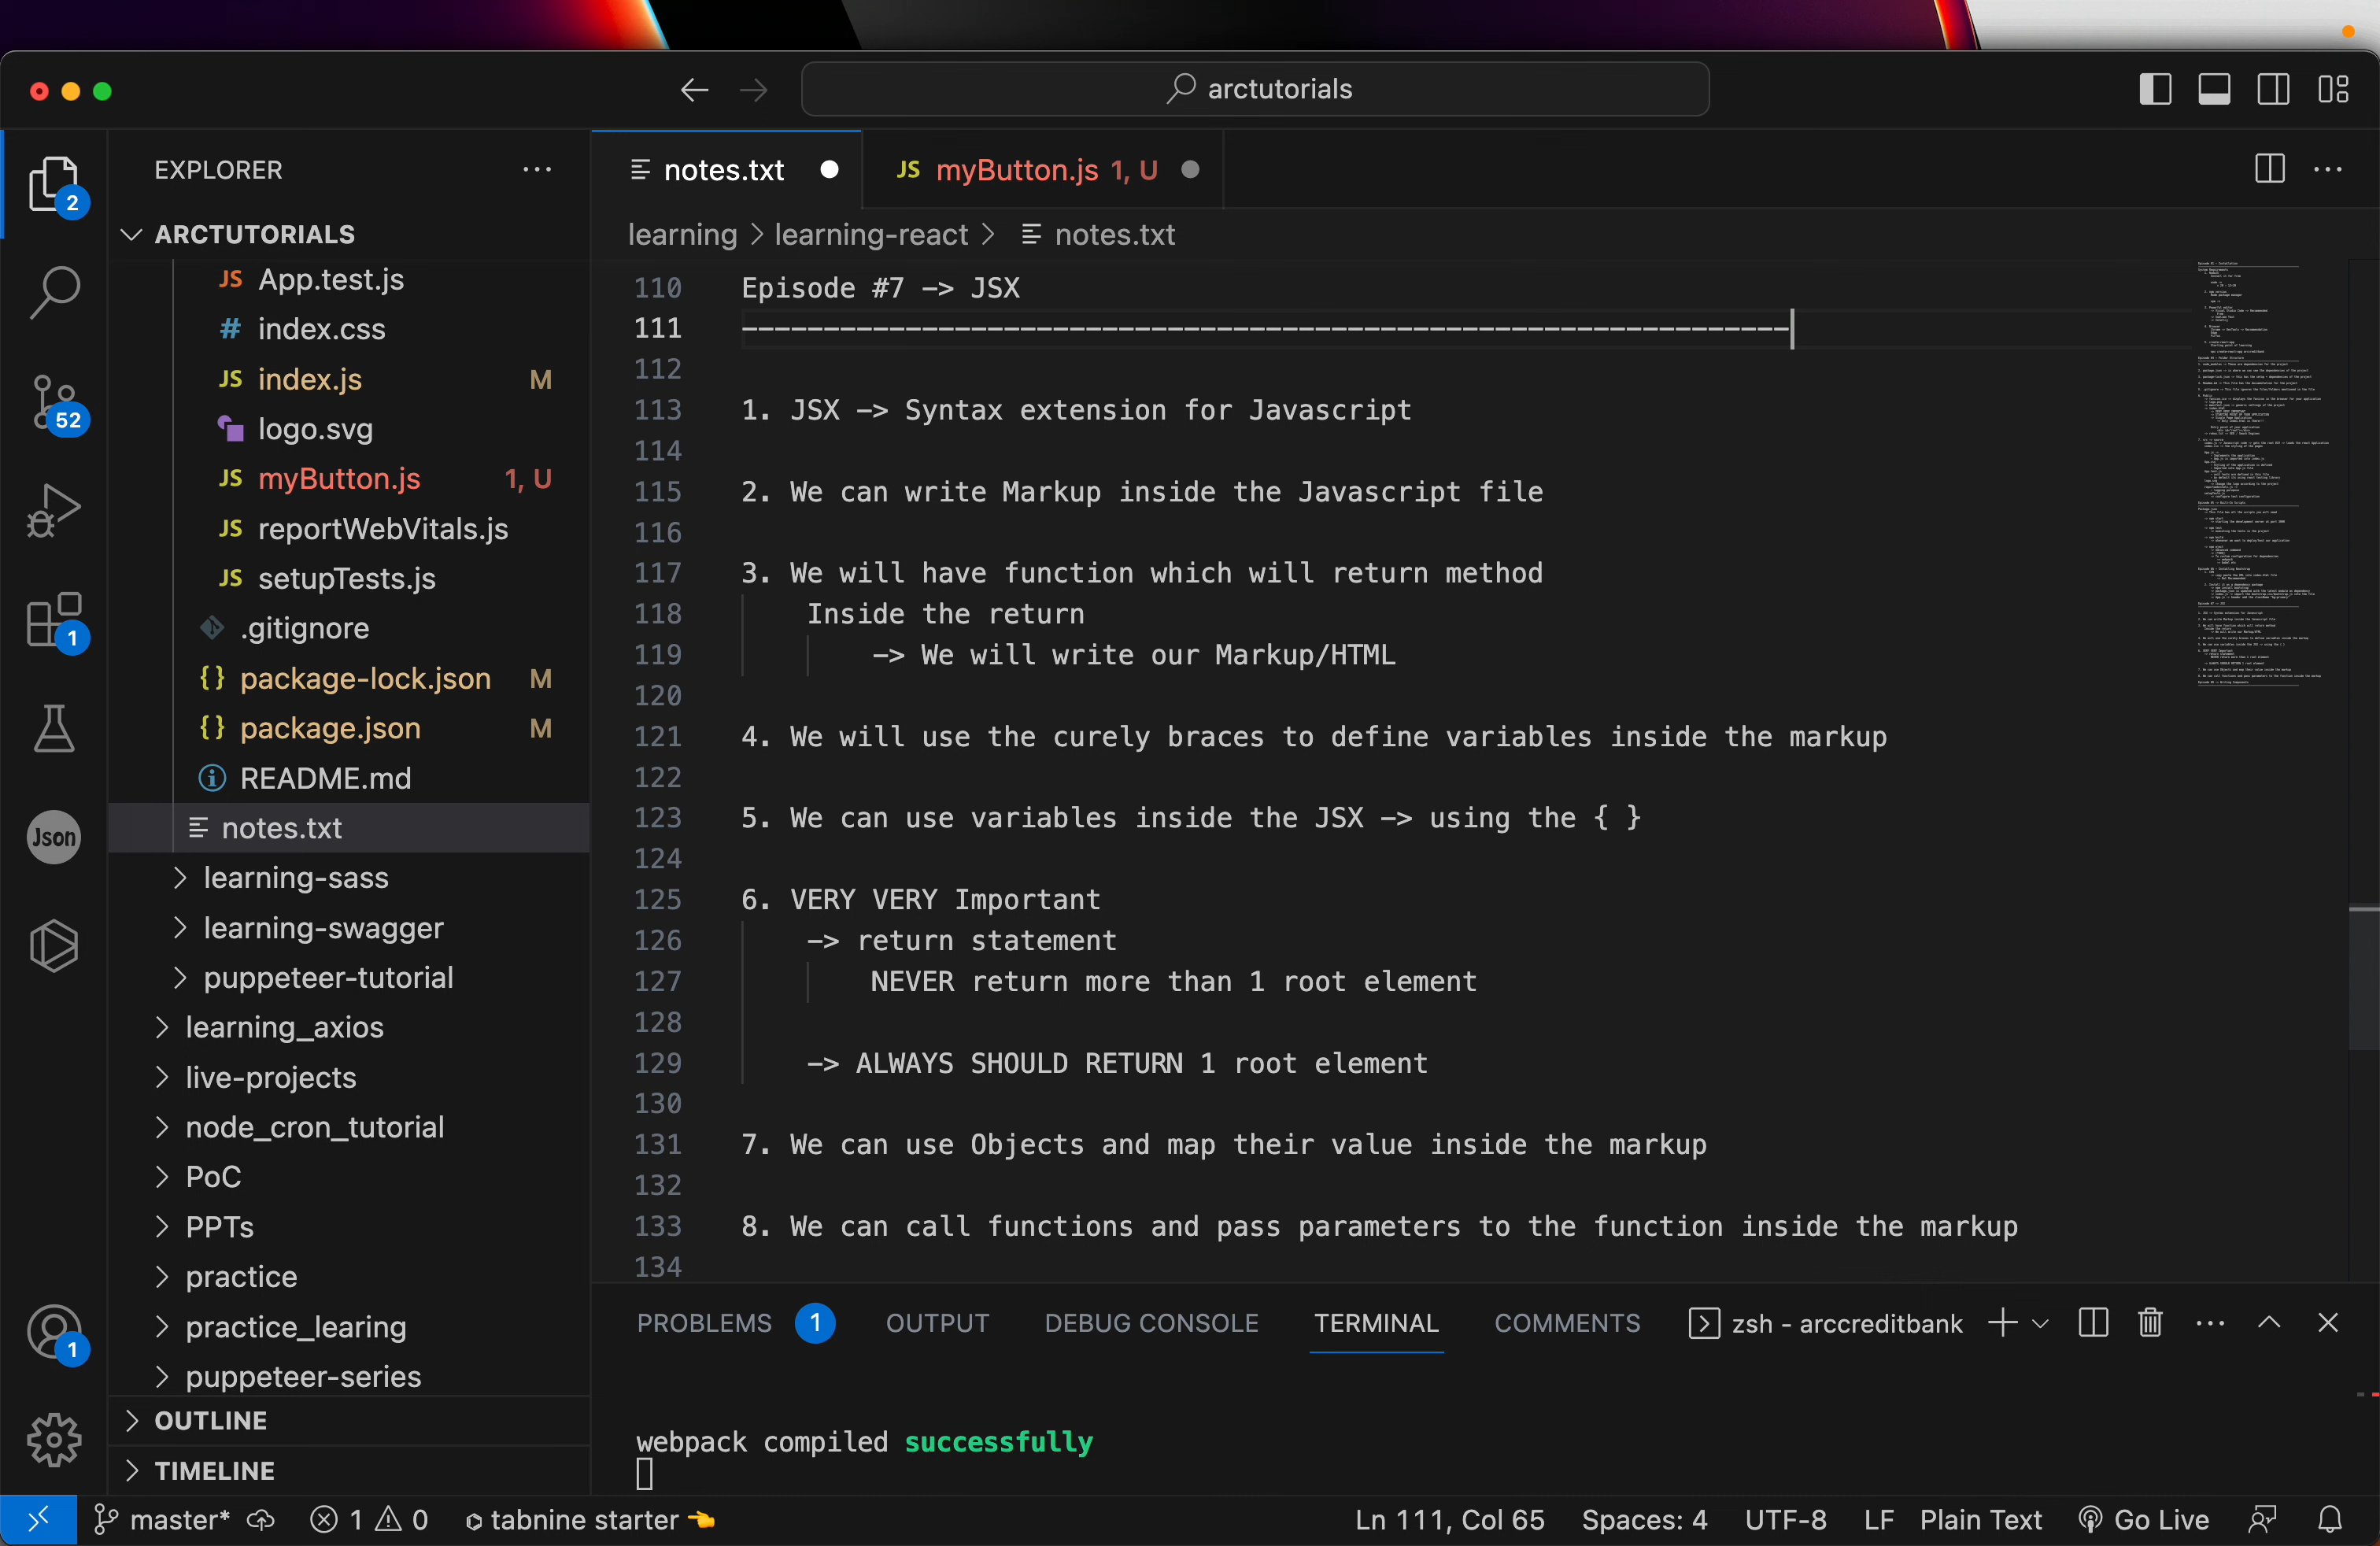 arctutorials
EXPLORER
notes.txt
JS myButton.js 1, U
2
ARCTUTORIALS
learning > learning-react > notes.txt
JS App.test.js
# index.css
JS index.js M
52
logo.svg
JS myButton.js 1, U
JS reportWebVitals.js
JS setupTests.js
.gitignore
1
{} package-lock.json M
{} package.json M
README.md
Json
notes.txt
learning-sass
learning-swagger
puppeteer-tutorial
learning_axios
live-projects
node_cron_tutorial
PoC
PPTs
practice
practice_learing
1
puppeteer-series
OUTLINE
TIMELINE
110 Episode #7 -> JSX
111 ----------------------------------------------------------------
112
113 1. JSX -> Syntax extension for Javascript
114
115 2. We can write Markup inside the Javascript file
116
117 3. We will have function which will return method
118 Inside the return
119 -> We will write our Markup/HTML
120
121 4. We will use the curely braces to define variables inside the markup
122
123 5. We can use variables inside the JSX -> using the { }
124
125 6. VERY VERY Important
126 -> return statement
127 NEVER return more than 1 root element
128
129 -> ALWAYS SHOULD RETURN 1 root element
130
131 7. We can use Objects and map their value inside the markup
132
133 8. We can call functions and pass parameters to the function inside the markup
134
PROBLEMS 1 OUTPUT DEBUG CONSOLE TERMINAL COMMENTS zsh - arccreditbank
webpack compiled successfully
master* 1 0 tabnine starter Ln 111, Col 65 Spaces: 4 UTF-8 LF Plain Text Go Live